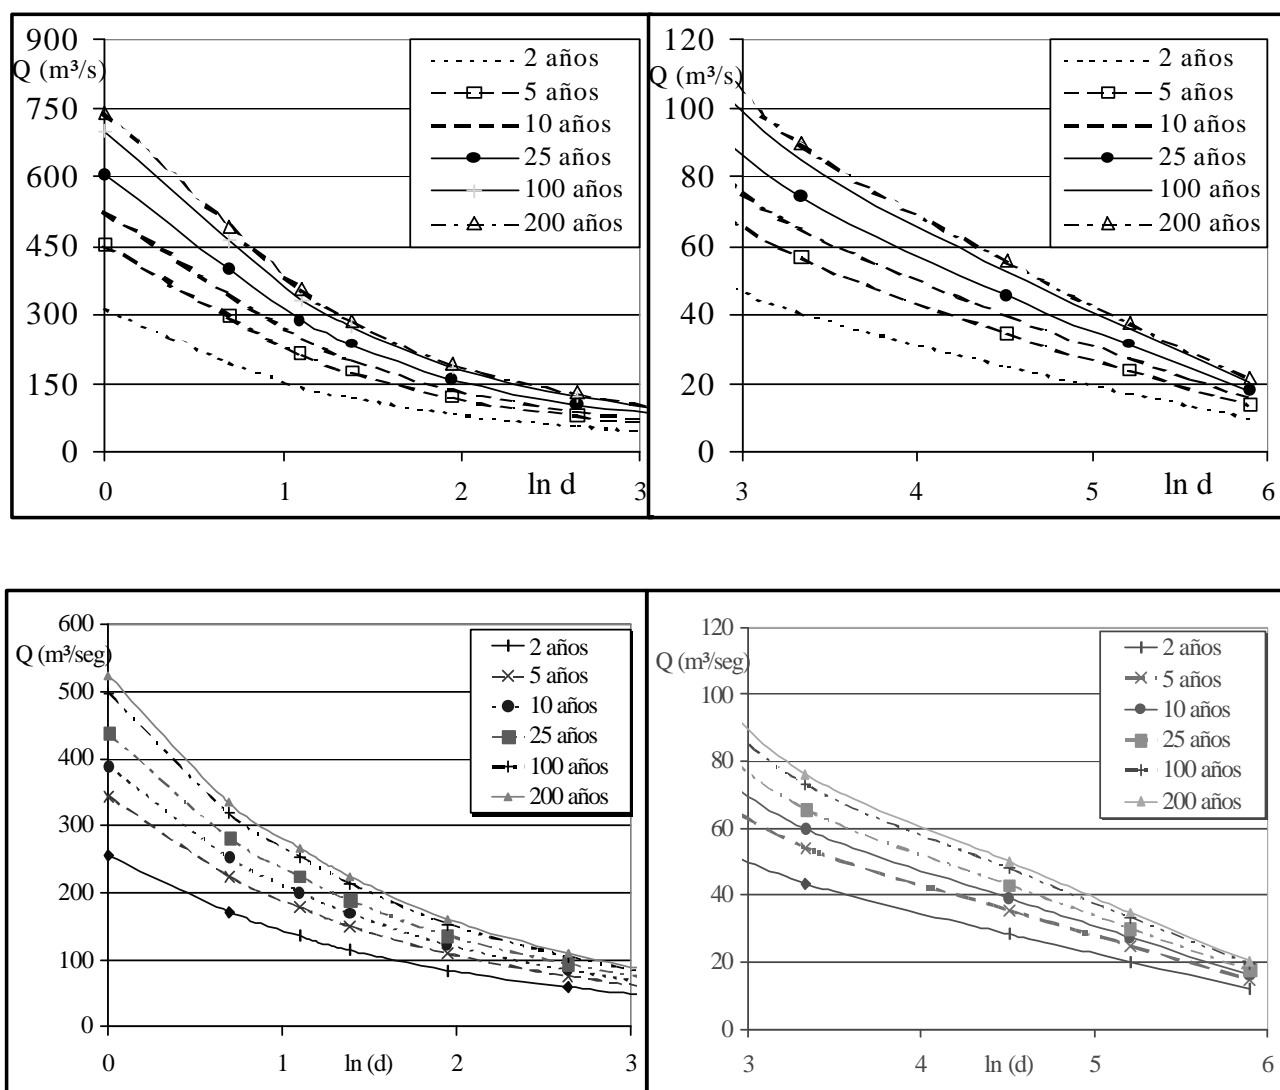 900
Q (m³/s)
750
600
450
300
150
0
0 1 2 3
ln d
2 años
5 años
10 años
25 años
100 años
200 años
120
Q (m³/s)
100
80
60
40
20
0
3 4 5 6
ln d
2 años
5 años
10 años
25 años
100 años
200 años
600
Q (m³/seg)
500
400
300
200
100
0
0 1 2 3
ln (d)
2 años
5 años
10 años
25 años
100 años
200 años
120
Q (m³/seg)
100
80
60
40
20
0
3 4 5 6
ln (d)
2 años
5 años
10 años
25 años
100 años
200 años